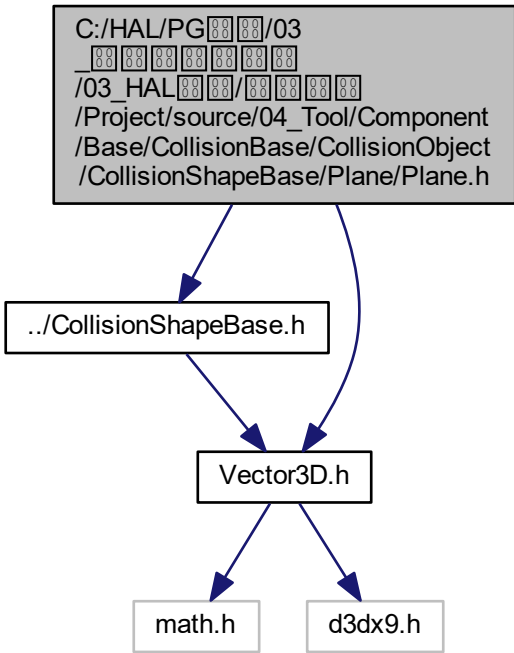 C:/HAL/PG/03
_
/03_HAL/
/Project/source/04_Tool/Component
/Base/CollisionBase/CollisionObject
/CollisionShapeBase/Plane/Plane.h
../CollisionShapeBase.h
Vector3D.h
math.h
d3dx9.h